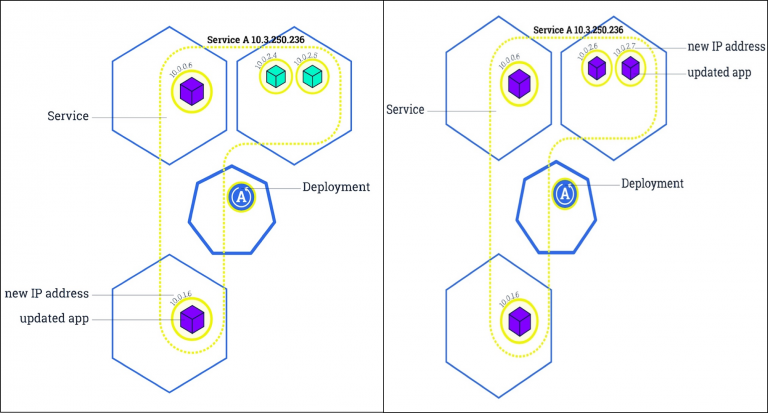 Service A 10.3.250.236
10.0.0.6
10.0.2.4
10.0.2.5
Service
A
Deployment
new IP address
10.0.1.6
updated app
Service A 10.3.250.236
10.0.0.6
10.0.2.6
10.0.2.7
new IP address
updated app
Service
A
Deployment
10.0.1.6